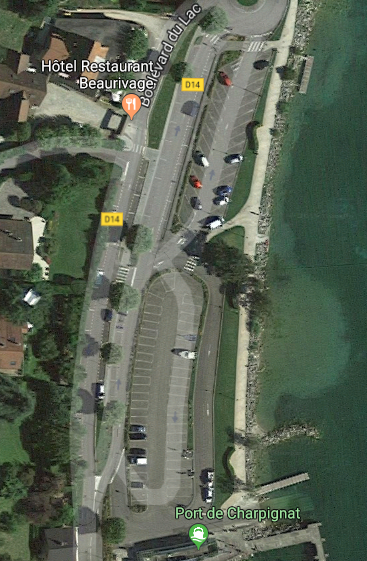 Boulevard du Lac
Hôtel Restaurant
Beaurivage
D14
D14
Port de Charpignat